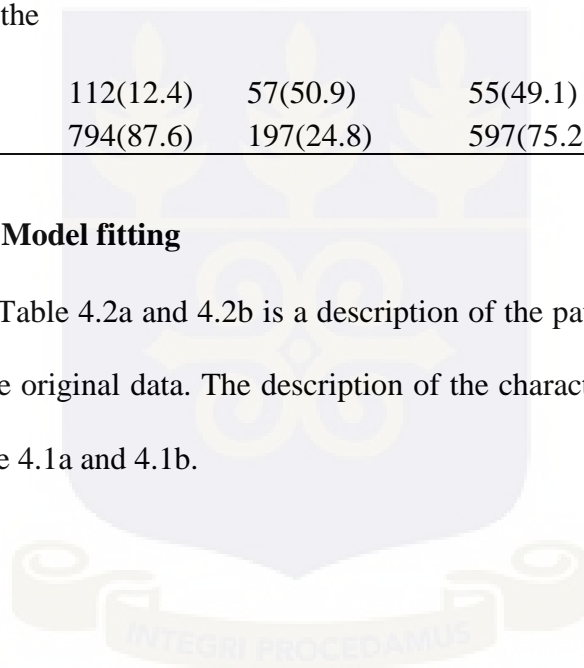 the
112(12.4) 57(50.9) 55(49.1)
794(87.6) 197(24.8) 597(75.2
Model fitting
Table 4.2a and 4.2b is a description of the pa
e original data. The description of the charact
e 4.1a and 4.1b.
INTEGRI PROCEDAMUS